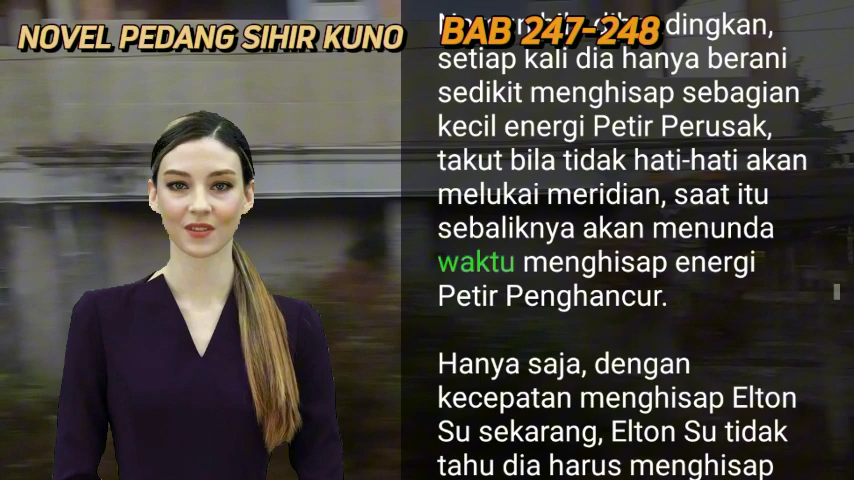 NOVEL PEDANG SIHIR KUNO
BAB 247-248
dingkan,
setiap kali dia hanya berani
sedikit menghisap sebagian
kecil energi Petir Perusak,
takut bila tidak hati-hati akan
melukai meridian, saat itu
sebaliknya akan menunda
waktu menghisap energi
Petir Penghancur.
Hanya saja, dengan
kecepatan menghisap Elton
Su sekarang, Elton Su tidak
tahu dia harus menghisap